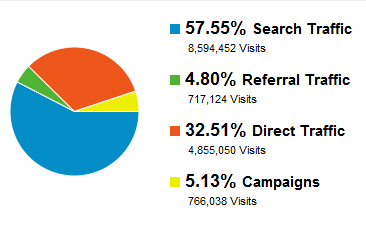 57.55% Search Traffic
8,594,452 Visits
4.80% Referral Traffic
717,124 Visits
32.51% Direct Traffic
4,855,050 Visits
5.13% Campaigns
766,038 Visits